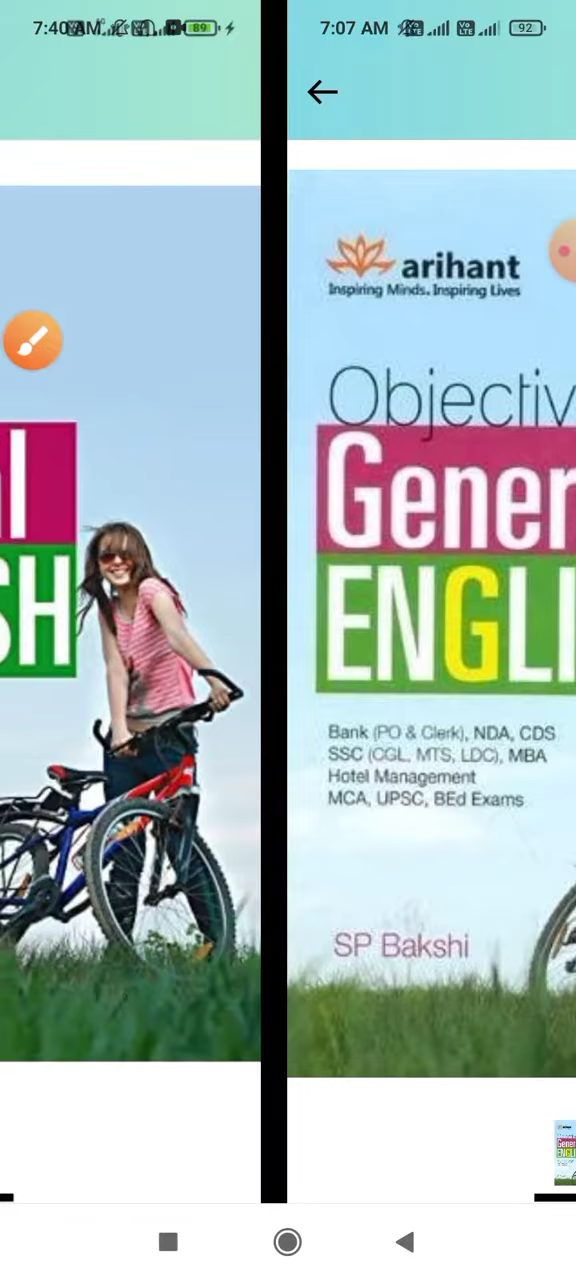 7:40 AM
89
l
SH
7:07 AM
92
arihant
Inspiring Minds. Inspiring Lives
Objectiv
Gener
ENGLI
Bank (PO & Clerk), NDA, CDS
SSC (CGL, MTS, LDC), MBA
Hotel Management
MCA, UPSC, BEd Exams
SP Bakshi